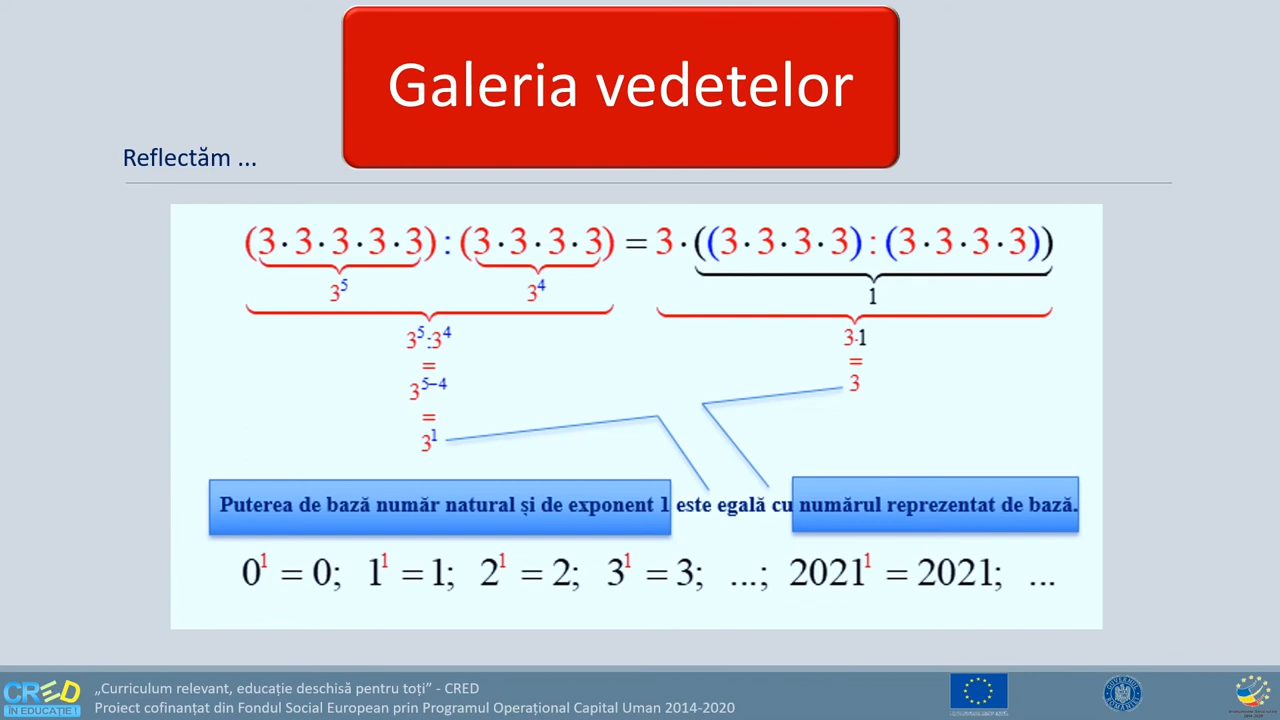 Galeria vedetelor
Reflectăm ...
(3·3·3·3·3):(3·3·3·3)=3·((3·3·3·3):(3·3·3·3))
3⁵ 3⁴ 1
3⁵:3⁴ 3·1
= =
3⁵⁻⁴ 3
=
3¹
Puterea de bază număr natural și de exponent 1 este egală cu numărul reprezentat de bază.
0¹ = 0; 1¹ = 1; 2¹ = 2; 3¹ = 3; ...; 2021¹ = 2021; ...
CRED
ÎN EDUCAȚIE !
„Curriculum relevant, educație deschisă pentru toți” - CRED
Proiect cofinanțat din Fondul Social European prin Programul Operațional Capital Uman 2014-2020